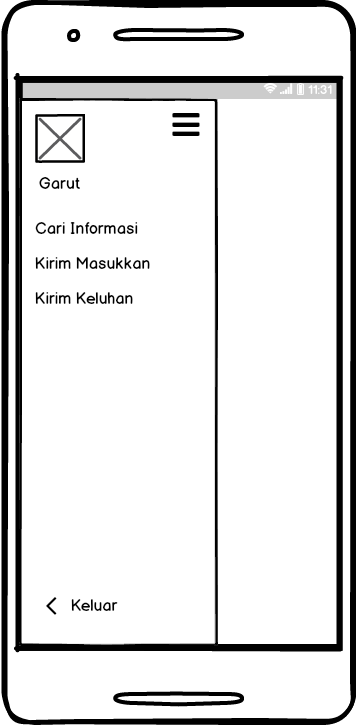 11:31
Garut
Cari Informasi
Kirim Masukkan
Kirim Keluhan
Keluar